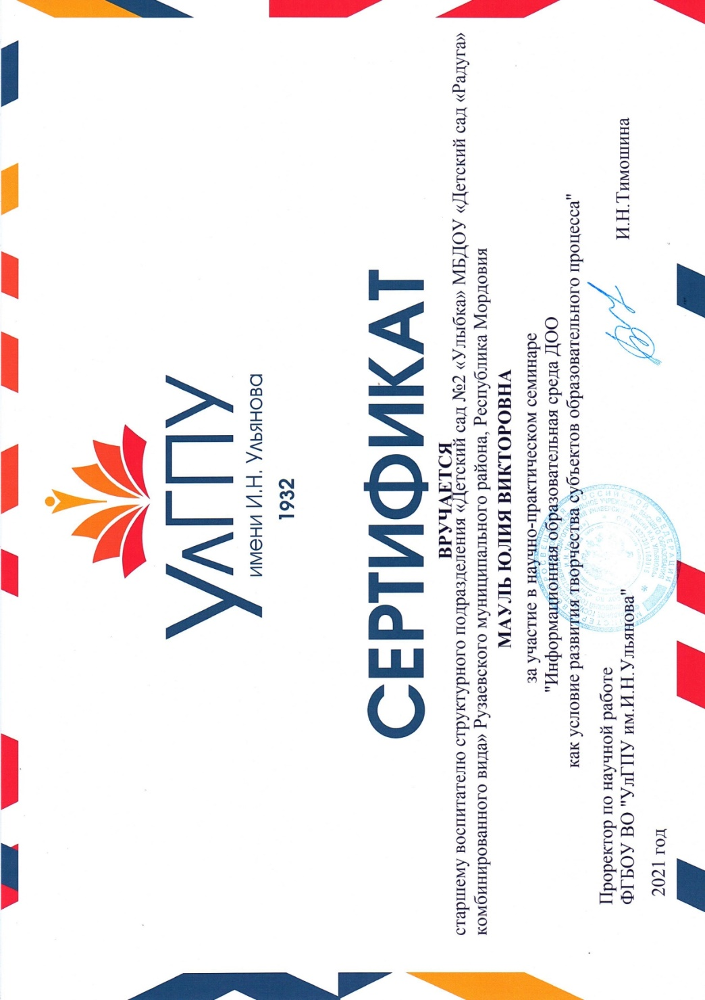 УлГПУ
имени И.Н. Ульянова
1932
СЕРТИФИКАТ
ВРУЧАЕТСЯ
старшему воспитателю структурного подразделения «Детский сад №2 «Улыбка» МБДОУ «Детский сад «Радуга»
комбинированного вида» Рузаевского муниципального района, Республика Мордовия
МАУЛЬ ЮЛИЯ ВИКТОРОВНА
за участие в научно-практическом семинаре
"Информационная образовательная среда ДОО
как условие развития творчества субъектов образовательного процесса"
Проректор по научной работе
ФГБОУ ВО "УлГПУ им.И.Н.Ульянова"
И.Н.Тимошина
2021 год